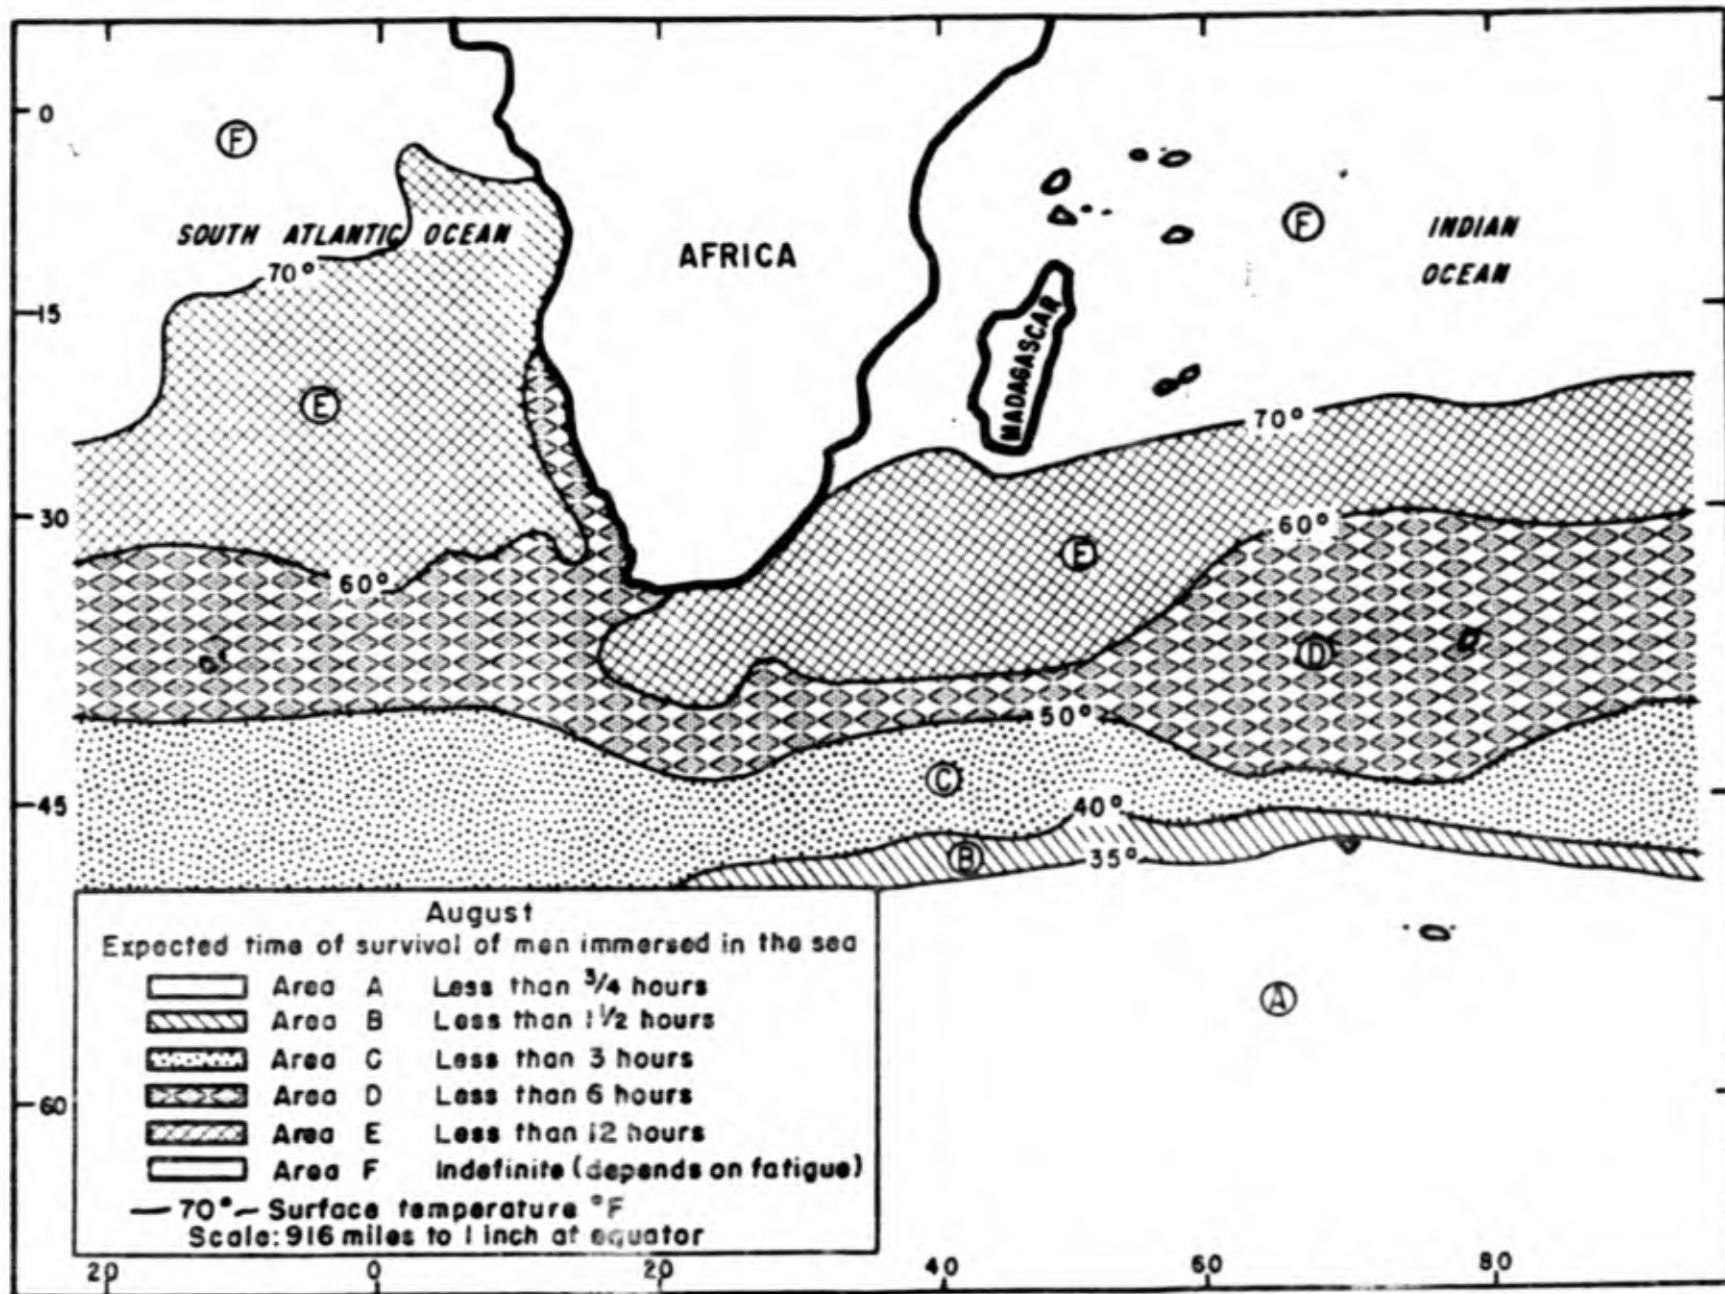 0
F
SOUTH ATLANTIC OCEAN
AFRICA
F
INDIAN
OCEAN
70°
15
MADAGASCAR
E
70°
30
60°
E
60°
D
50°
C
45
40°
B
35°
August
Expected time of survival of men immersed in the sea
Area A Less than 3/4 hours
Area B Less than 1 1/2 hours
Area C Less than 3 hours
Area D Less than 6 hours
Area E Less than 12 hours
Area F Indefinite (depends on fatigue)
70° Surface temperature °F
Scale: 916 miles to 1 inch at equator
A
60
20 0 20 40 60 80